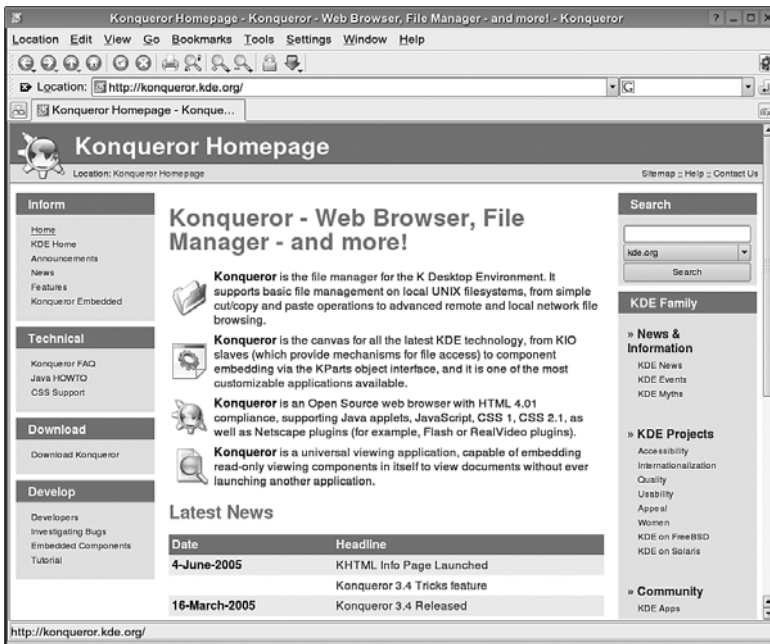 Konqueror Homepage - Konqueror - Web Browser, File Manager - and more! - Konqueror
Location Edit View Go Bookmarks Tools Settings Window Help
Location: http://konqueror.kde.org/
Konqueror Homepage - Konque...
Konqueror Homepage
Location: Konqueror Homepage
Sitemap :: Help :: Contact Us
Inform
Home
KDE Home
Announcements
News
Features
Konqueror Embedded
Technical
Konqueror FAQ
Java HOWTO
CSS Support
Download
Download Konqueror
Develop
Developers
Investigating Bugs
Embedded Components
Tutorial
Konqueror - Web Browser, File
Manager - and more!
Konqueror is the file manager for the K Desktop Environment. It
supports basic file management on local UNIX filesystems, from simple
cut/copy and paste operations to advanced remote and local network file
browsing.
Konqueror is the canvas for all the latest KDE technology, from KIO
slaves (which provide mechanisms for file access) to component
embedding via the KParts object interface, and it is one of the most
customizable applications available.
Konqueror is an Open Source web browser with HTML 4.01
compliance, supporting Java applets, JavaScript, CSS 1, CSS 2.1, as
well as Netscape plugins (for example, Flash or RealVideo plugins).
Konqueror is a universal viewing application, capable of embedding
read-only viewing components in itself to view documents without ever
launching another application.
Latest News
Date Headline
4-June-2005 KHTML Info Page Launched
Konqueror 3.4 Tricks feature
16-March-2005 Konqueror 3.4 Released
Search
kde.org
Search
KDE Family
» News &
Information
KDE News
KDE Events
KDE Myths
» KDE Projects
Accessibility
Internationalization
Quality
Usability
Appeal
Women
KDE on FreeBSD
KDE on Solaris
» Community
KDE Apps
http://konqueror.kde.org/